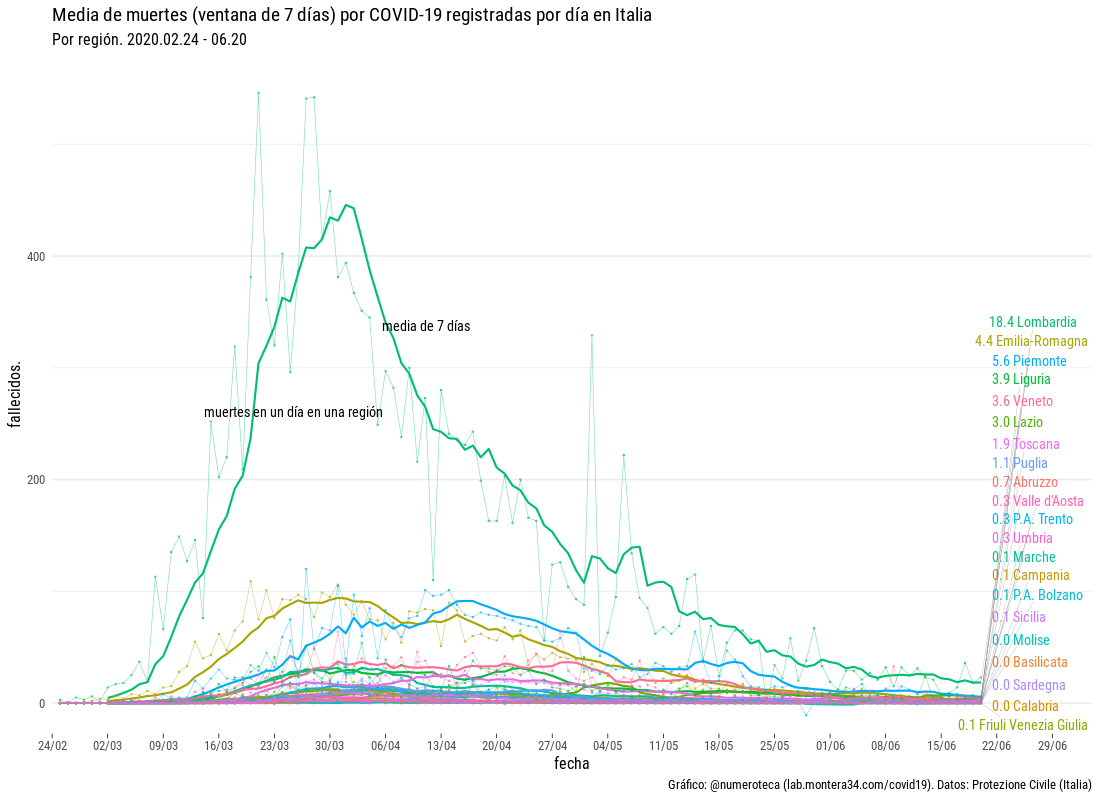 Media de muertes (ventana de 7 días) por COVID-19 registradas por día en Italia
Por región. 2020.02.24 - 06.20
fallecidos.
400
200
0
media de 7 días
muertes en un día en una región
18.4 Lombardia
4.4 Emilia-Romagna
5.6 Piemonte
3.9 Liguria
3.6 Veneto
3.0 Lazio
1.9 Toscana
1.1 Puglia
0.7 Abruzzo
0.3 Valle d'Aosta
0.3 P.A. Trento
0.3 Umbria
0.1 Marche
0.1 Campania
0.1 P.A. Bolzano
0.1 Sicilia
0.0 Molise
0.0 Basilicata
0.0 Sardegna
0.0 Calabria
0.1 Friuli Venezia Giulia
24/02 02/03 09/03 16/03 23/03 30/03 06/04 13/04 20/04 27/04 04/05 11/05 18/05 25/05 01/06 08/06 15/06 22/06 29/06
fecha
Gráfico: @numeroteca (lab.montera34.com/covid19). Datos: Protezione Civile (Italia)